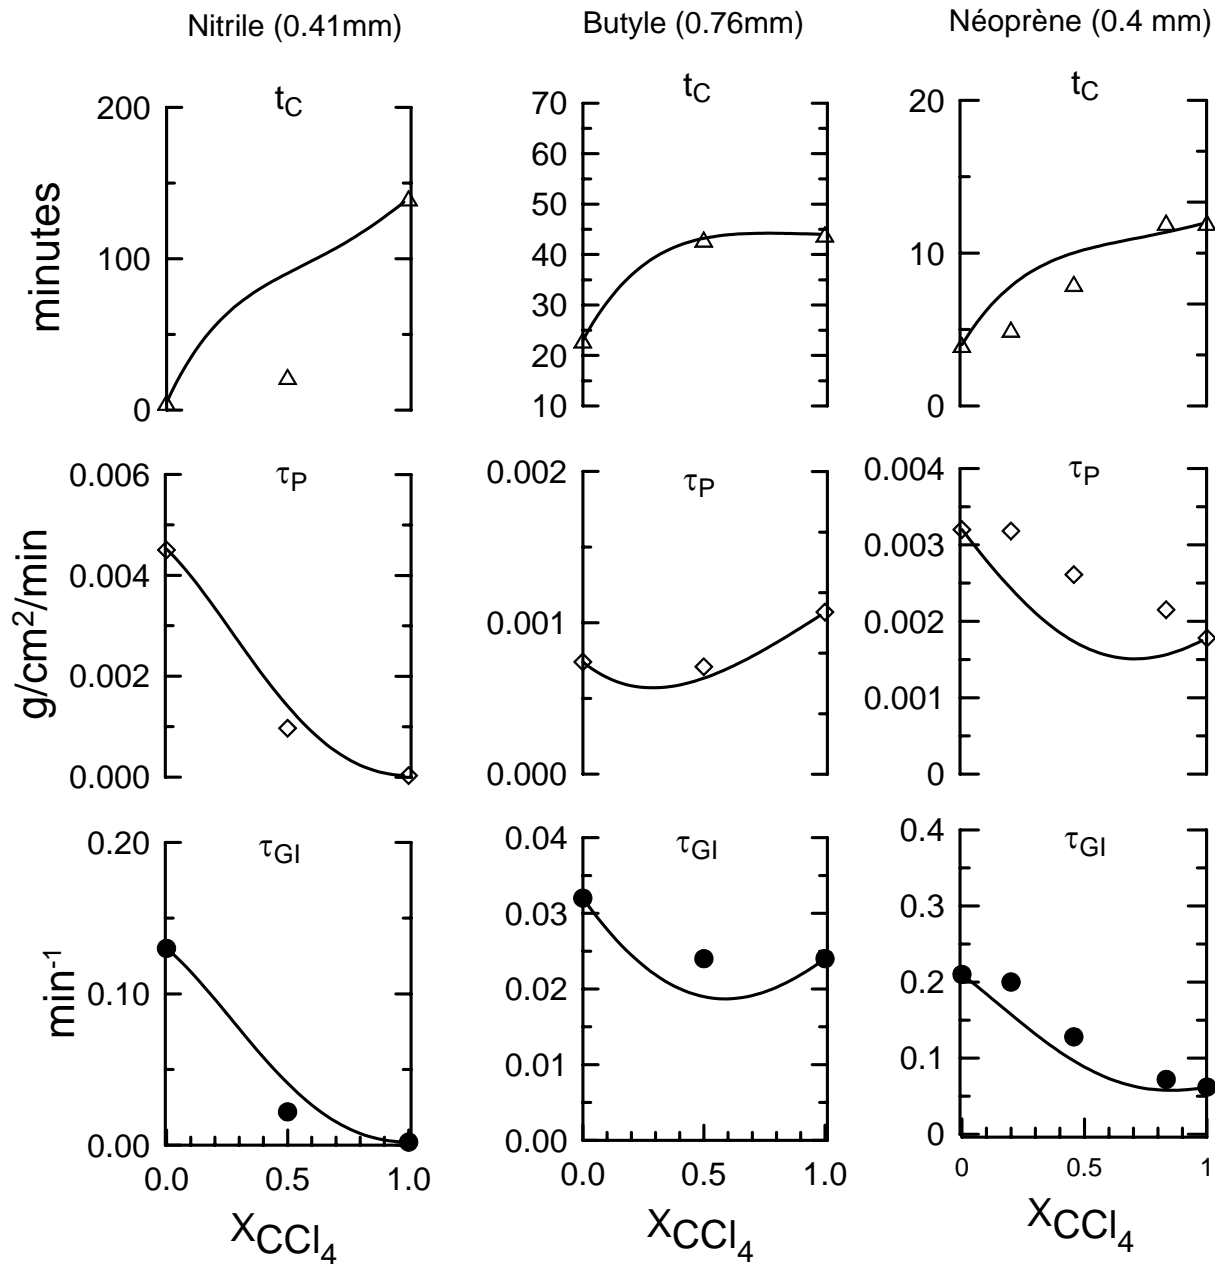 Nitrile (0.41mm)
Butyle (0.76mm)
Néoprène (0.4 mm)
minutes
tC
200
100
0
tC
70
60
50
40
30
20
10
tC
20
10
0
g/cm2/min
τP
0.006
0.004
0.002
0.000
τP
0.002
0.001
0.000
τP
0.004
0.003
0.002
0.001
0
min-1
τGI
0.20
0.10
0.00
0.0 0.5 1.0
XCCl4
τGI
0.04
0.03
0.02
0.01
0.00
0.0 0.5 1.0
XCCl4
τGI
0.4
0.3
0.2
0.1
0
0 0.5 1
XCCl4